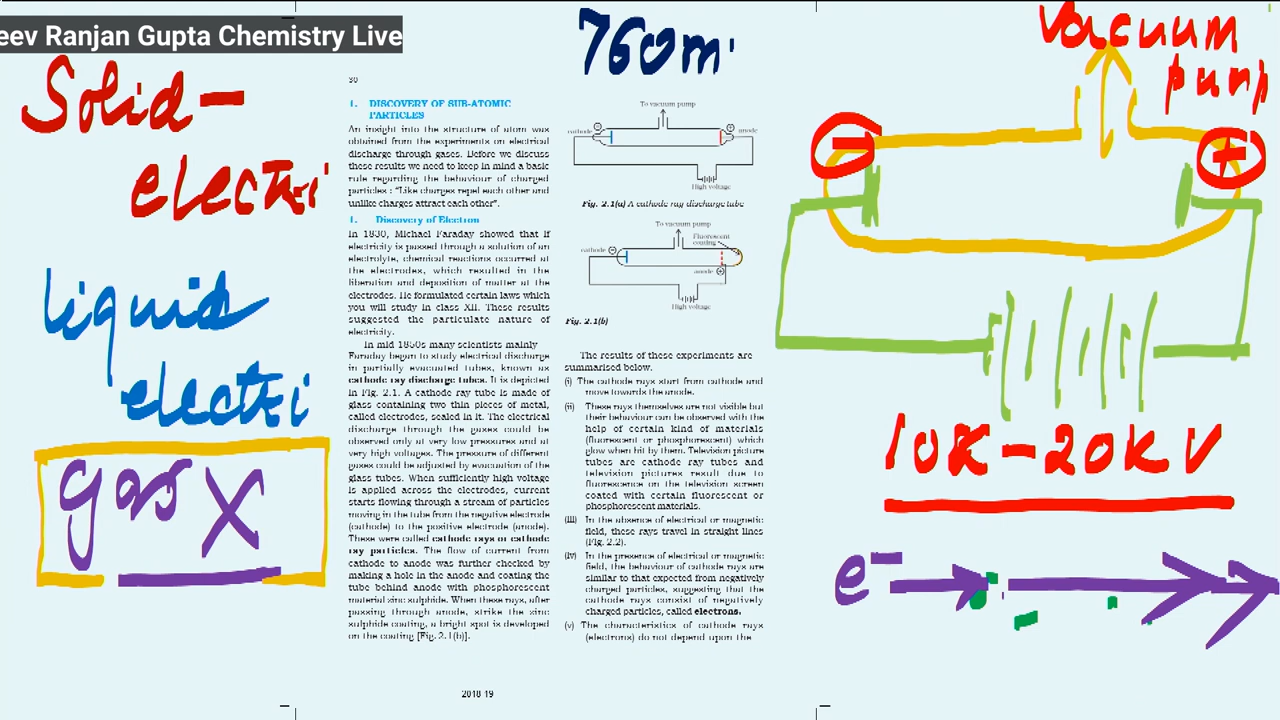 eev Ranjan Gupta Chemistry Live
Solid-
electri
liquid
electri
gas X
760m
30
1. DISCOVERY OF SUB-ATOMIC
PARTICLES
An insight into the structure of atom was
obtained from the experiments on electrical
discharge through gases. Before we discuss
these results we need to keep in mind a basic
rule regarding the behaviour of charged
particles : “Like charges repel each other and
unlike charges attract each other”.
1. Discovery of Electron
In 1830, Michael Faraday showed that if
electricity is passed through a solution of an
electrolyte, chemical reactions occurred at
the electrodes, which resulted in the
liberation and deposition of matter at the
electrodes. He formulated certain laws which
you will study in class XII. These results
suggested the particulate nature of
electricity.
In mid 1850s many scientists mainly
Faraday began to study electrical discharge
in partially evacuated tubes, known as
cathode ray discharge tubes. It is depicted
in Fig. 2.1. A cathode ray tube is made of
glass containing two thin pieces of metal,
called electrodes, sealed in it. The electrical
discharge through the gases could be
observed only at very low pressures and at
very high voltages. The pressure of different
gases could be adjusted by evacuation of the
glass tubes. When sufficiently high voltage
is applied across the electrodes, current
starts flowing through a stream of particles
moving in the tube from the negative electrode
(cathode) to the positive electrode (anode).
These were called cathode rays or cathode
ray particles. The flow of current from
cathode to anode was further checked by
making a hole in the anode and coating the
tube behind anode with phosphorescent
material zinc sulphide. When these rays, after
passing through anode, strike the zinc
sulphide coating, a bright spot is developed
on the coating [Fig. 2.1(b)].
To vacuum pump
cathode − + anode
High voltage
Fig. 2.1(a) A cathode ray discharge tube
To vacuum pump
Fluorescent
coating
cathode −
anode +
High voltage
Fig. 2.1(b)
The results of these experiments are
summarised below.
(i) The cathode rays start from cathode and
move towards the anode.
(ii) These rays themselves are not visible but
their behaviour can be observed with the
help of certain kind of materials
(fluorescent or phosphorescent) which
glow when hit by them. Television picture
tubes are cathode ray tubes and
television pictures result due to
fluorescence on the television screen
coated with certain fluorescent or
phosphorescent materials.
(iii) In the absence of electrical or magnetic
field, these rays travel in straight lines
(Fig. 2.2).
(iv) In the presence of electrical or magnetic
field, the behaviour of cathode rays are
similar to that expected from negatively
charged particles, suggesting that the
cathode rays consist of negatively
charged particles, called electrons.
(v) The characteristics of cathode rays
(electrons) do not depend upon the
2018-19
Vacuum
pump
− +
10K-20KV
e−